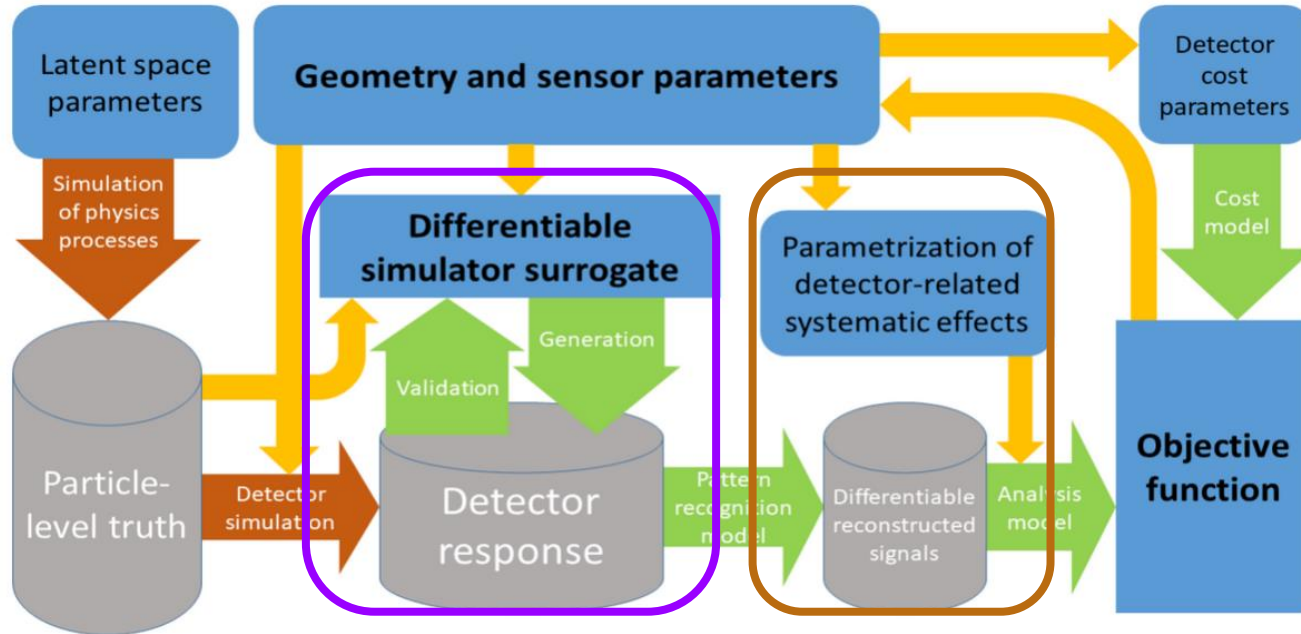 Latent space
parameters
Geometry and sensor parameters
Detector
cost
parameters
Simulation
of physics
processes
Differentiable
simulator surrogate
Parametrization of
detector-related
systematic effects
Cost
model
Validation
Generation
Particle-
level truth
Detector
simulation
Detector
response
Pattern
recognition
model
Differentiable
reconstructed
signals
Analysis
model
Objective
function